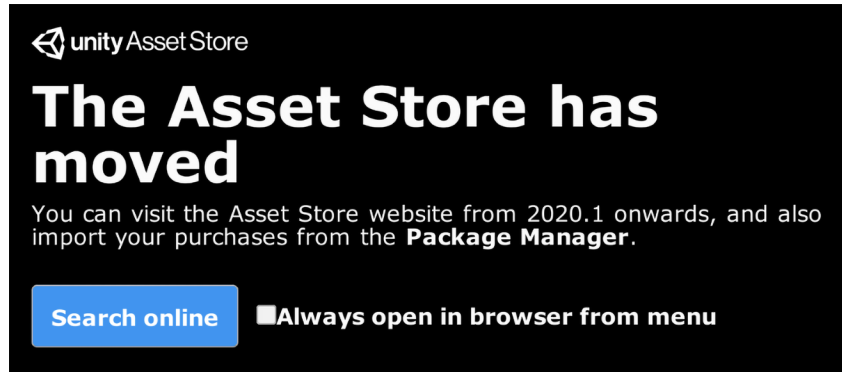 unity Asset Store
The Asset Store has
moved
You can visit the Asset Store website from 2020.1 onwards, and also
import your purchases from the Package Manager.
Search online
Always open in browser from menu